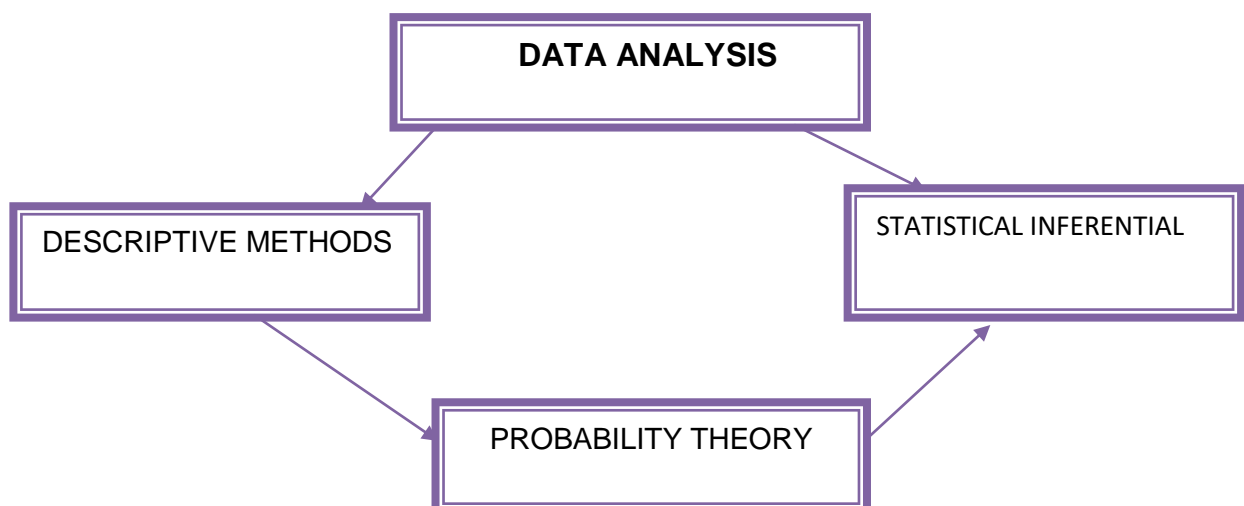 DATA ANALYSIS
DESCRIPTIVE METHODS
STATISTICAL INFERENTIAL
PROBABILITY THEORY